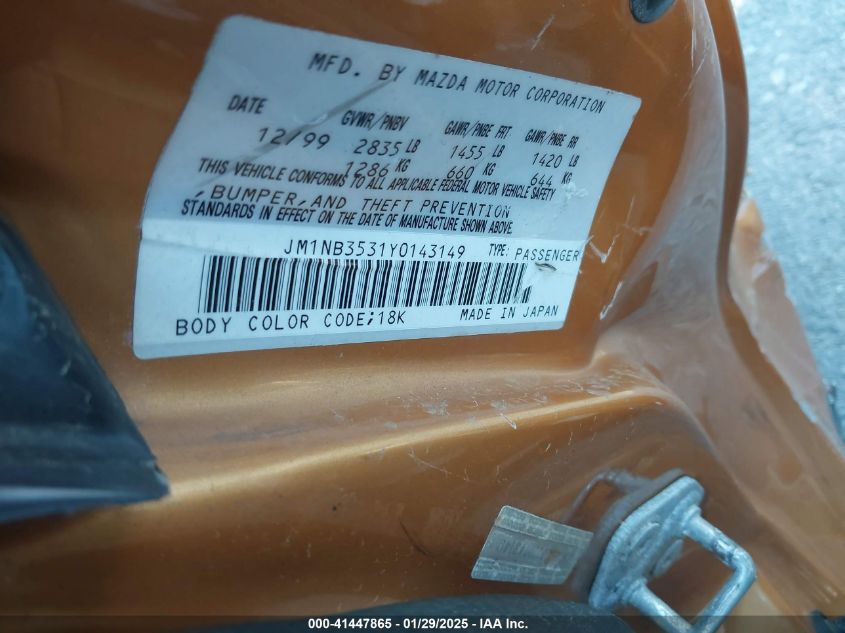 MFD. BY MAZDA MOTOR CORPORATION
DATE GVWR/PNBV GAWR/PNBE FRT GAWR/PNBE RR
12/99 2835 LB 1455 LB 1420 LB
1286 KG 660 KG 644 KG
THIS VEHICLE CONFORMS TO ALL APPLICABLE FEDERAL MOTOR VEHICLE SAFETY
,BUMPER,AND THEFT PREVENTION
STANDARDS IN EFFECT ON THE DATE OF MANUFACTURE SHOWN ABOVE.
JM1NB3531Y0143149 TYPE: PASSENGER
BODY COLOR CODE;18K MADE IN JAPAN
000-41447865 - 01/29/2025 - IAA Inc.